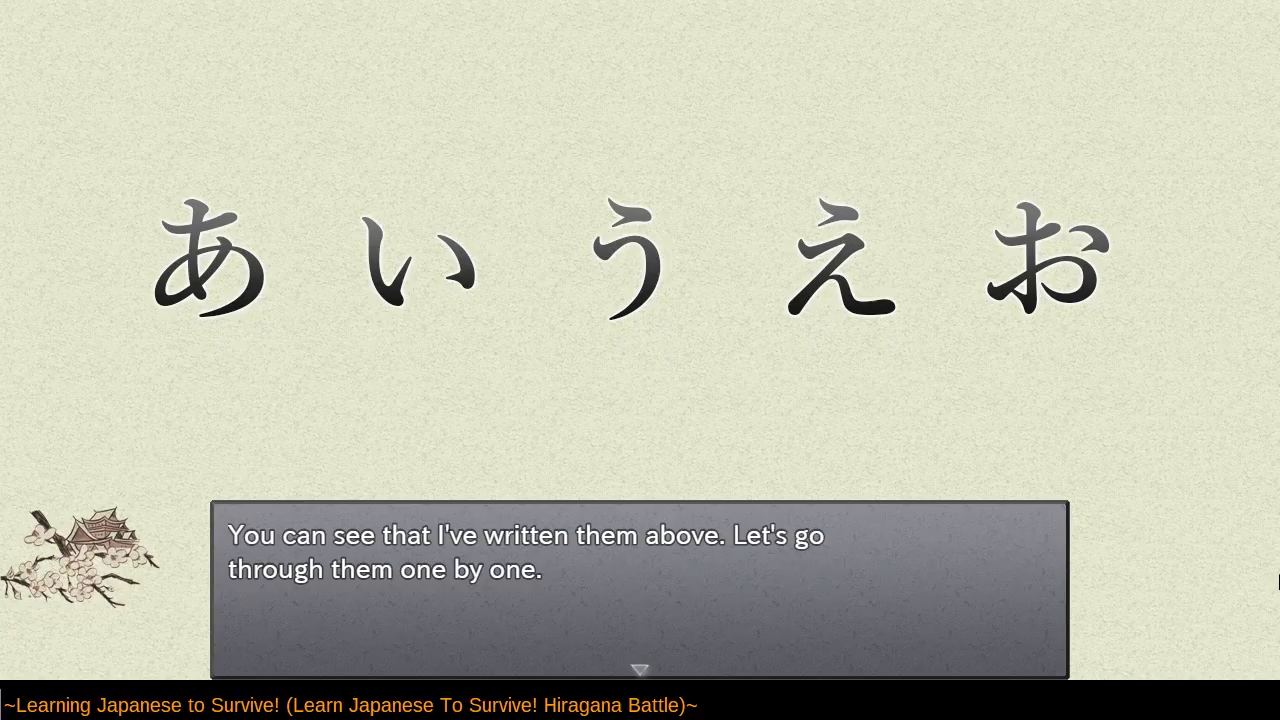 あ い う え お
You can see that I've written them above. Let's go
through them one by one.
~Learning Japanese to Survive! (Learn Japanese To Survive! Hiragana Battle)~